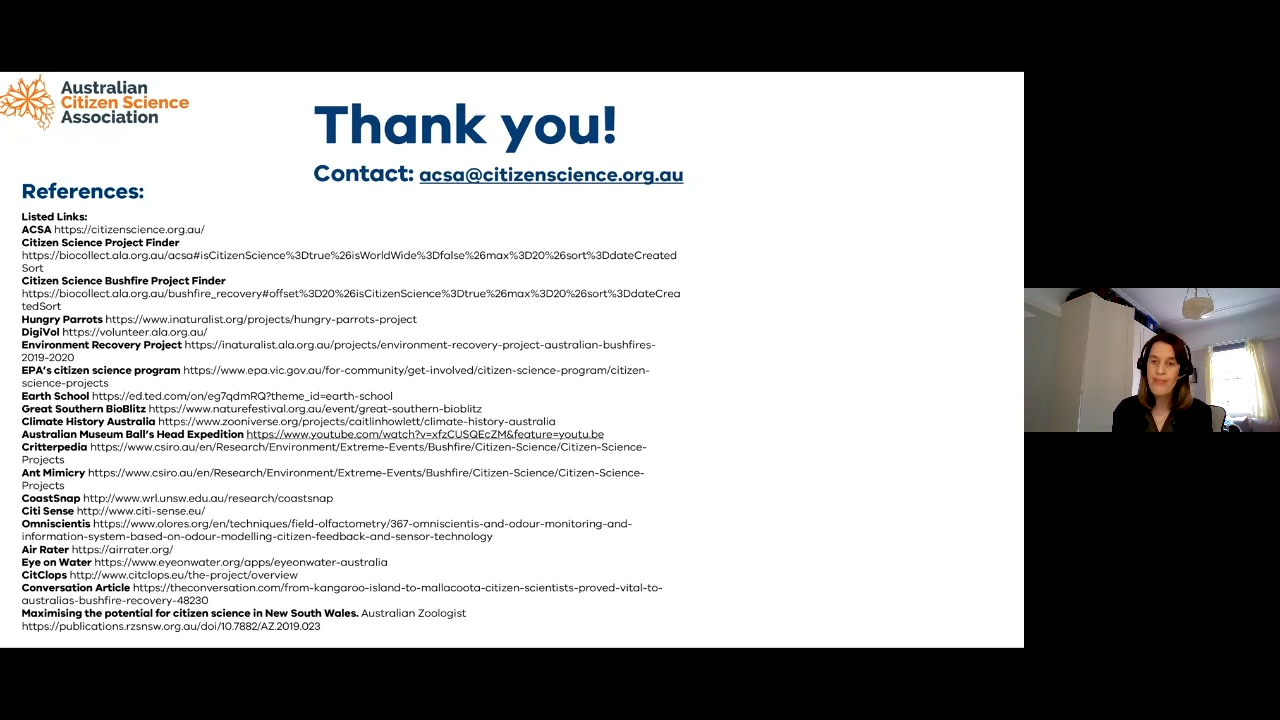 Australian
Citizen Science
Association
Thank you!
Contact: acsa@citizenscience.org.au
References:
Listed Links:
ACSA https://citizenscience.org.au/
Citizen Science Project Finder
https://biocollect.ala.org.au/acsa#isCitizenScience%3Dtrue%26isWorldWide%3Dfalse%26max%3D20%26sort%3DdateCreated
Sort
Citizen Science Bushfire Project Finder
https://biocollect.ala.org.au/bushfire_recovery#offset%3D20%26isCitizenScience%3Dtrue%26max%3D20%26sort%3DdateCrea
tedSort
Hungry Parrots https://www.inaturalist.org/projects/hungry-parrots-project
DigiVol https://volunteer.ala.org.au/
Environment Recovery Project https://inaturalist.ala.org.au/projects/environment-recovery-project-australian-bushfires-
2019-2020
EPA's citizen science program https://www.epa.vic.gov.au/for-community/get-involved/citizen-science-program/citizen-
science-projects
Earth School https://ed.ted.com/on/eg7qdmRQ?theme_id=earth-school
Great Southern BioBlitz https://www.naturefestival.org.au/event/great-southern-bioblitz
Climate History Australia https://www.zooniverse.org/projects/caitlinhowlett/climate-history-australia
Australian Museum Ball's Head Expedition https://www.youtube.com/watch?v=xfzCUSQEcZM&feature=youtu.be
Critterpedia https://www.csiro.au/en/Research/Environment/Extreme-Events/Bushfire/Citizen-Science/Citizen-Science-
Projects
Ant Mimicry https://www.csiro.au/en/Research/Environment/Extreme-Events/Bushfire/Citizen-Science/Citizen-Science-
Projects
CoastSnap http://www.wrl.unsw.edu.au/research/coastsnap
Citi Sense http://www.citi-sense.eu/
Omniscientis https://www.olores.org/en/techniques/field-olfactometry/367-omniscientis-and-odour-monitoring-and-
information-system-based-on-odour-modelling-citizen-feedback-and-sensor-technology
Air Rater https://airrater.org/
Eye on Water https://www.eyeonwater.org/apps/eyeonwater-australia
CitClops http://www.citclops.eu/the-project/overview
Conversation Article https://theconversation.com/from-kangaroo-island-to-mallacoota-citizen-scientists-proved-vital-to-
australias-bushfire-recovery-48230
Maximising the potential for citizen science in New South Wales. Australian Zoologist
https://publications.rzsnsw.org.au/doi/10.7882/AZ.2019.023